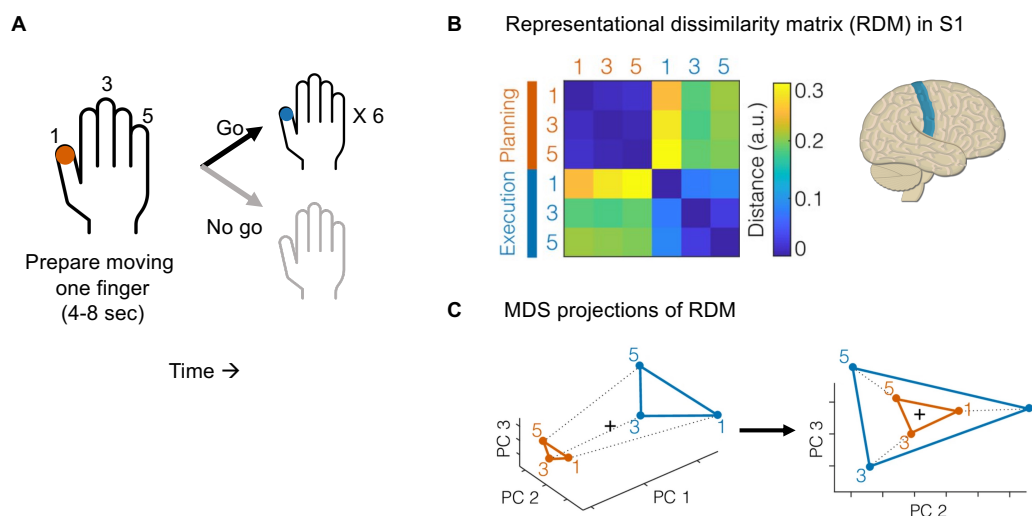 A
3
1
5
Go
X 6
No go
Prepare moving
one finger
(4-8 sec)
Time →
B Representational dissimilarity matrix (RDM) in S1
1 3 5 1 3 5
Planning
1
3
5
Execution
1
3
5
Distance (a.u.)
0.3
0.2
0.1
0
C MDS projections of RDM
5
3
1
5
3
1
+
PC 3
PC 2
PC 1
5
5
1
+
3
3
PC 3
PC 2